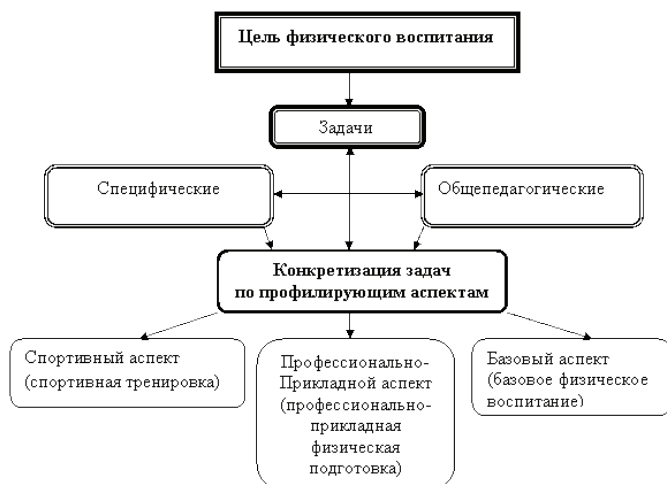 Цель физического воспитания
Задачи
Специфические
Общепедагогические
Конкретизация задач
по профилирующим аспектам
Спортивный аспект
(спортивная тренировка)
Профессионально-
Прикладной аспект
(профессионально-
прикладная
физическая
подготовка)
Базовый аспект
(базовое физическое
воспитание)